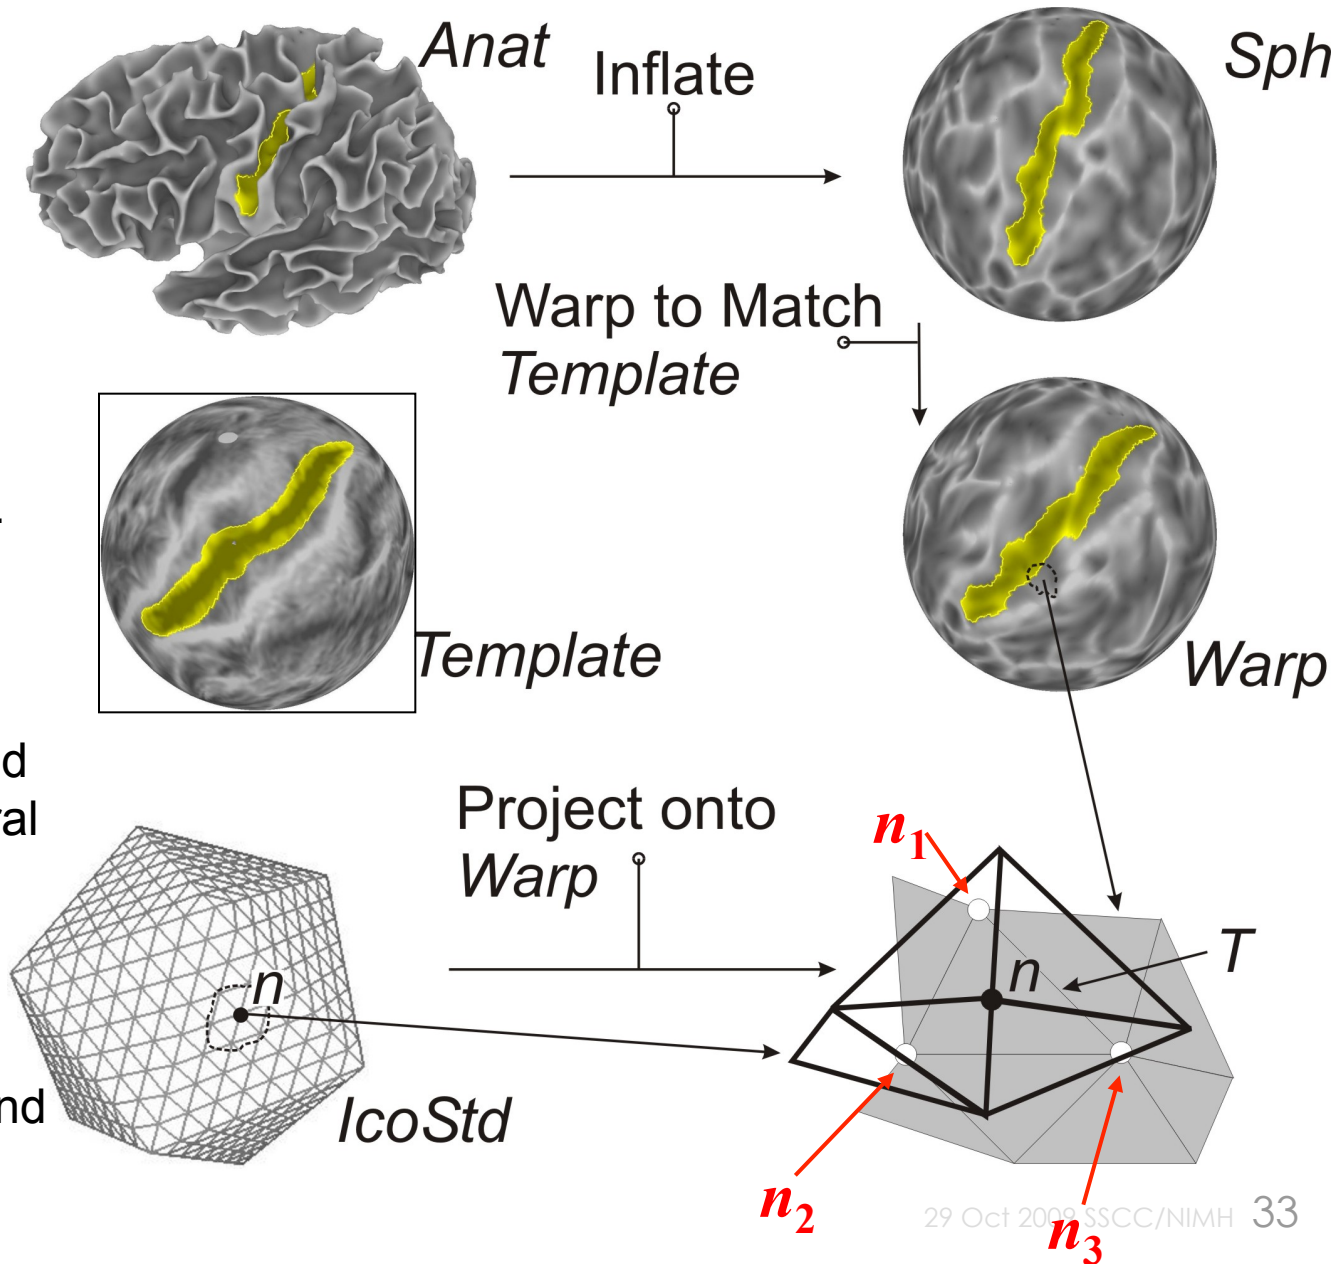 Anat
Inflate
Sph
Warp to Match
Template
Template
Warp
d
ral
Project onto
Warp
n1
n
T
n
nd
IcoStd
n2
29 Oct 2009 SSCC/NIMH 33
n3